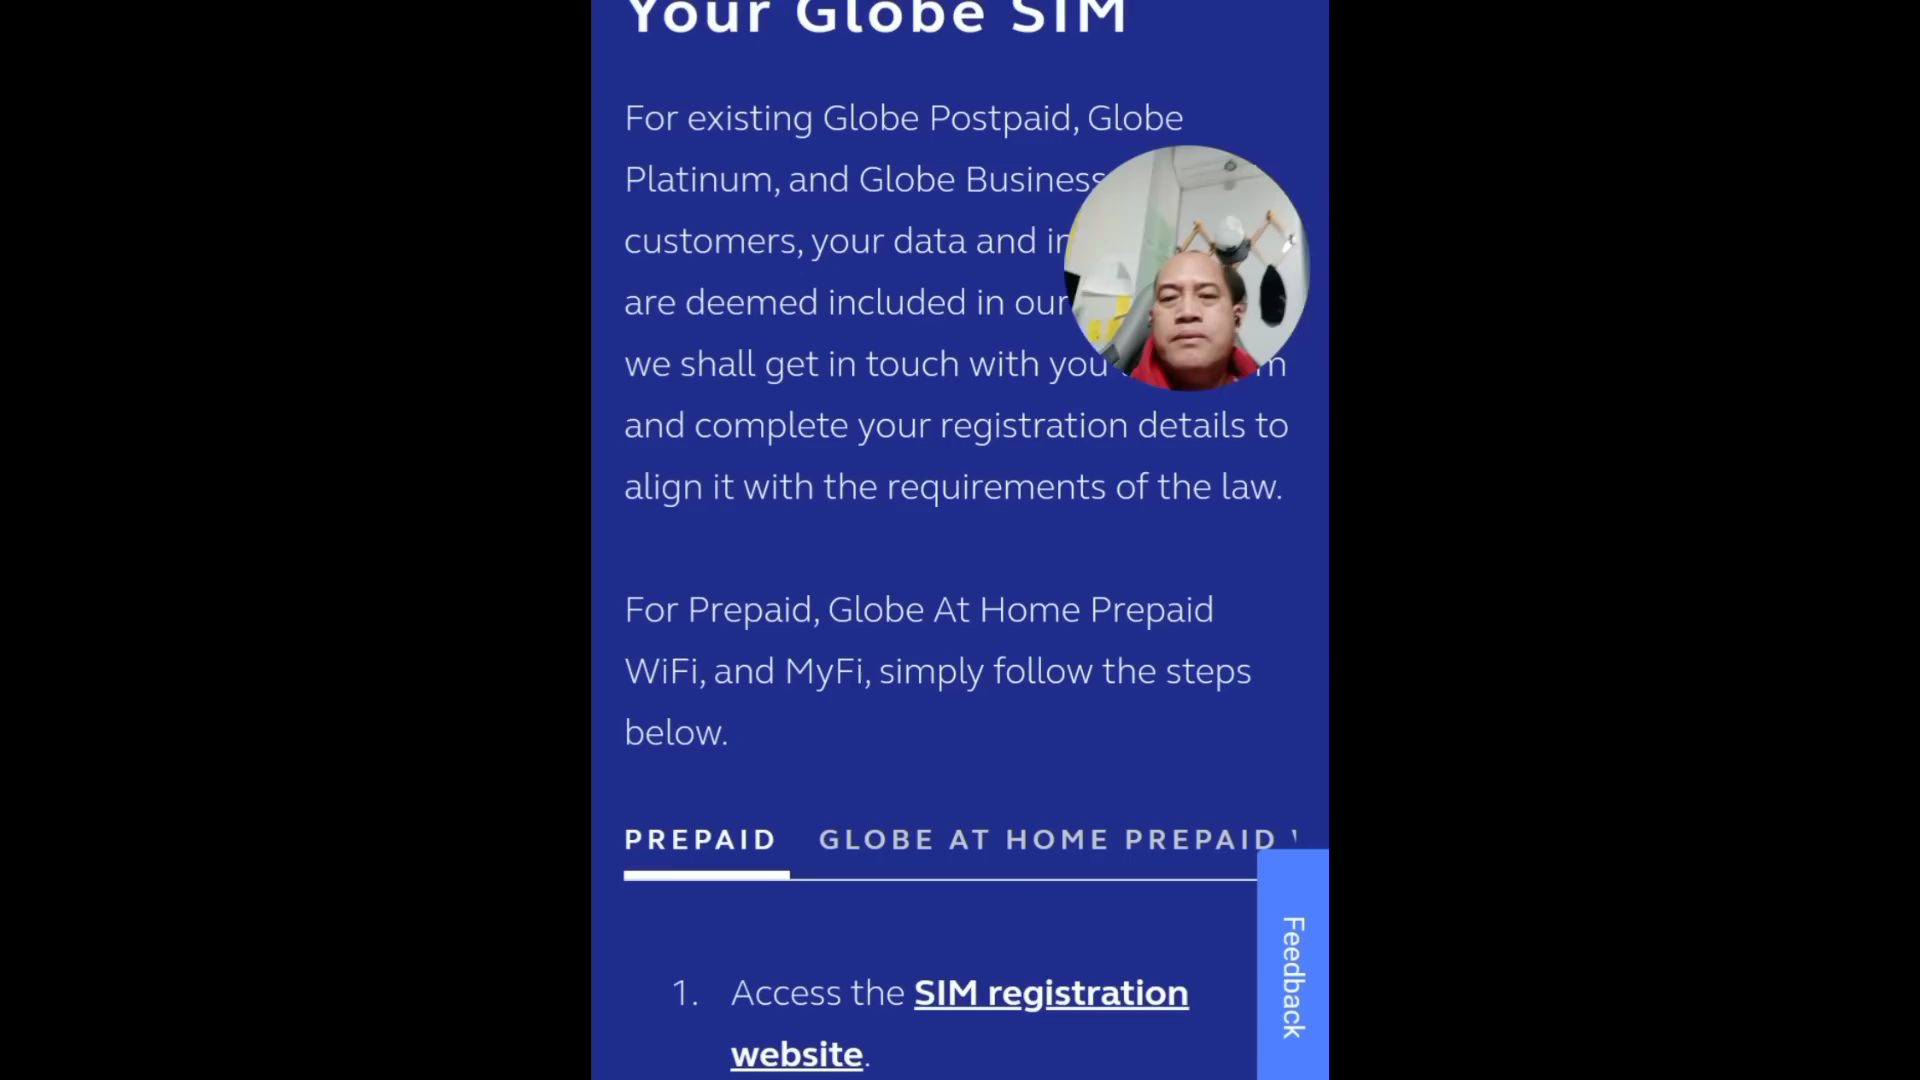 Your Globe SIM
For existing Globe Postpaid, Globe
Platinum, and Globe Business
customers, your data and
are deemed included in our
we shall get in touch with you
and complete your registration details to
align it with the requirements of the law.
For Prepaid, Globe At Home Prepaid
WiFi, and MyFi, simply follow the steps
below.
PREPAID GLOBE AT HOME PREPAID
1. Access the SIM registration
website.
Feedback